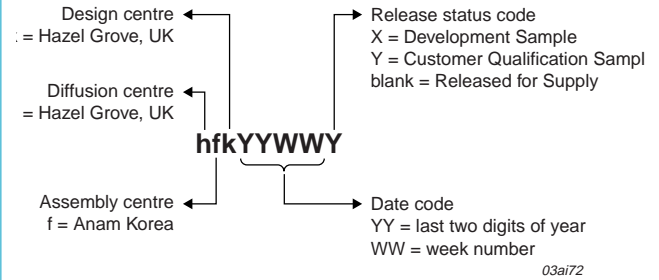 Design centre
= Hazel Grove, UK
Diffusion centre
= Hazel Grove, UK
Release status code
X = Development Sample
Y = Customer Qualification Sampl
blank = Released for Supply
hfkYYWWY
Assembly centre
f = Anam Korea
Date code
YY = last two digits of year
WW = week number
03ai72